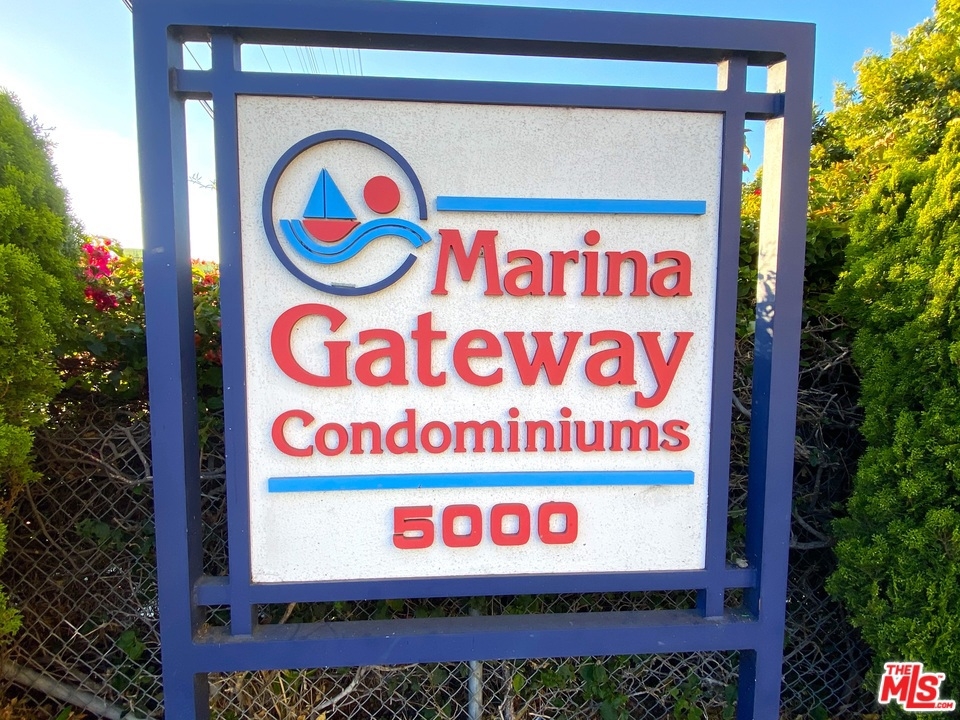 Marina
Gateway
Condominiums
5000
THE
MLS
.COM